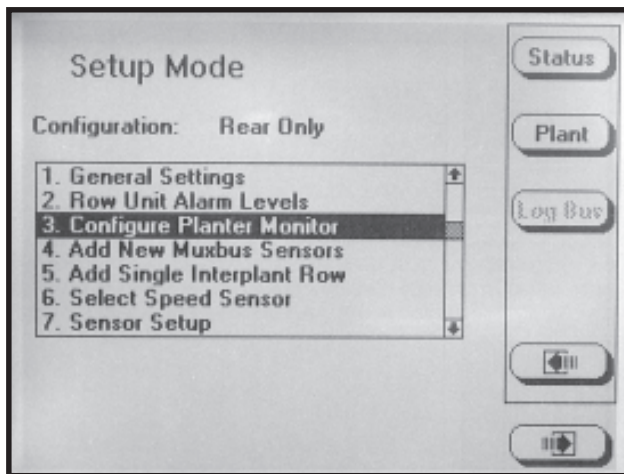 Setup Mode
Status
Configuration: Rear Only
Plant
1. General Settings
2. Row Unit Alarm Levels
3. Configure Planter Monitor
4. Add New Muxbus Sensors
5. Add Single Interplant Row
6. Select Speed Sensor
7. Sensor Setup
Log Bus